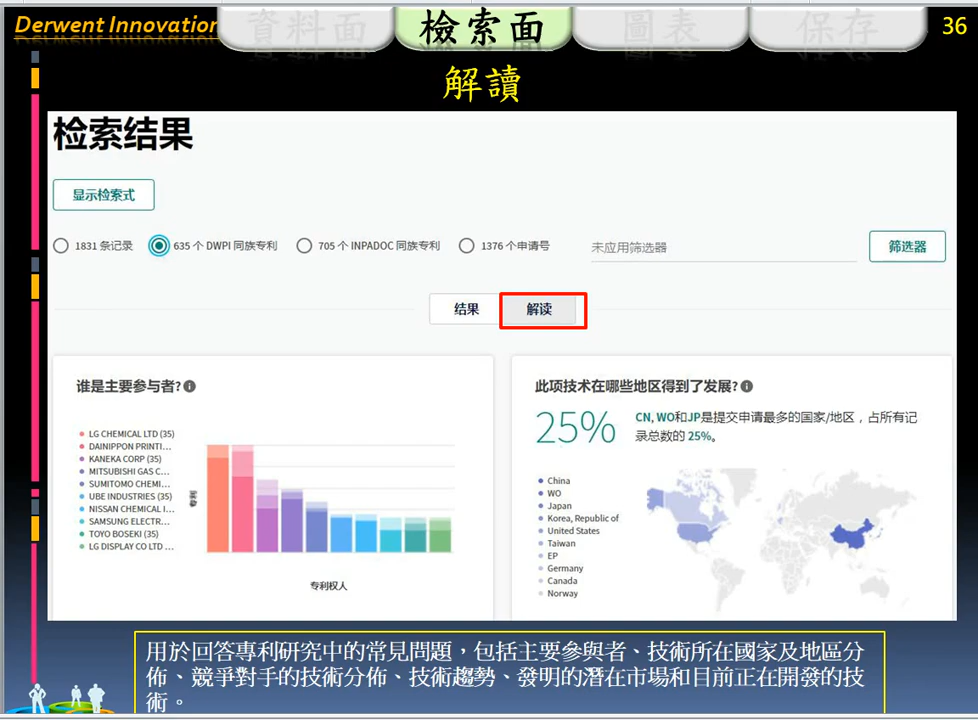 Derwent Innovation
資料面
檢索面
圖表
保存
36
解讀
检索结果
显示检索式
1831 条记录
635 个 DWPI 同族专利
705 个 INPADOC 同族专利
1376 个申请号
未应用筛选器
筛选器
结果
解读
谁是主要参与者?
LG CHEMICAL LTD (35)
DAINIPPON PRINTI...
KANEKA CORP (35)
MITSUBISHI GAS C...
SUMITOMO CHEMI...
UBE INDUSTRIES (35)
NISSAN CHEMICAL I...
SAMSUNG ELECTR...
TOYO BOSEKI (35)
LG DISPLAY CO LTD ...
专利
专利权人
此项技术在哪些地区得到了发展?
25%
CN, WO和JP是提交申请最多的国家/地区，占所有记
录总数的 25%。
China
WO
Japan
Korea, Republic of
United States
Taiwan
EP
Germany
Canada
Norway
用於回答專利研究中的常見問題，包括主要參與者、技術所在國家及地區分
佈、競爭對手的技術分佈、技術趨勢、發明的潛在市場和目前正在開發的技
術。